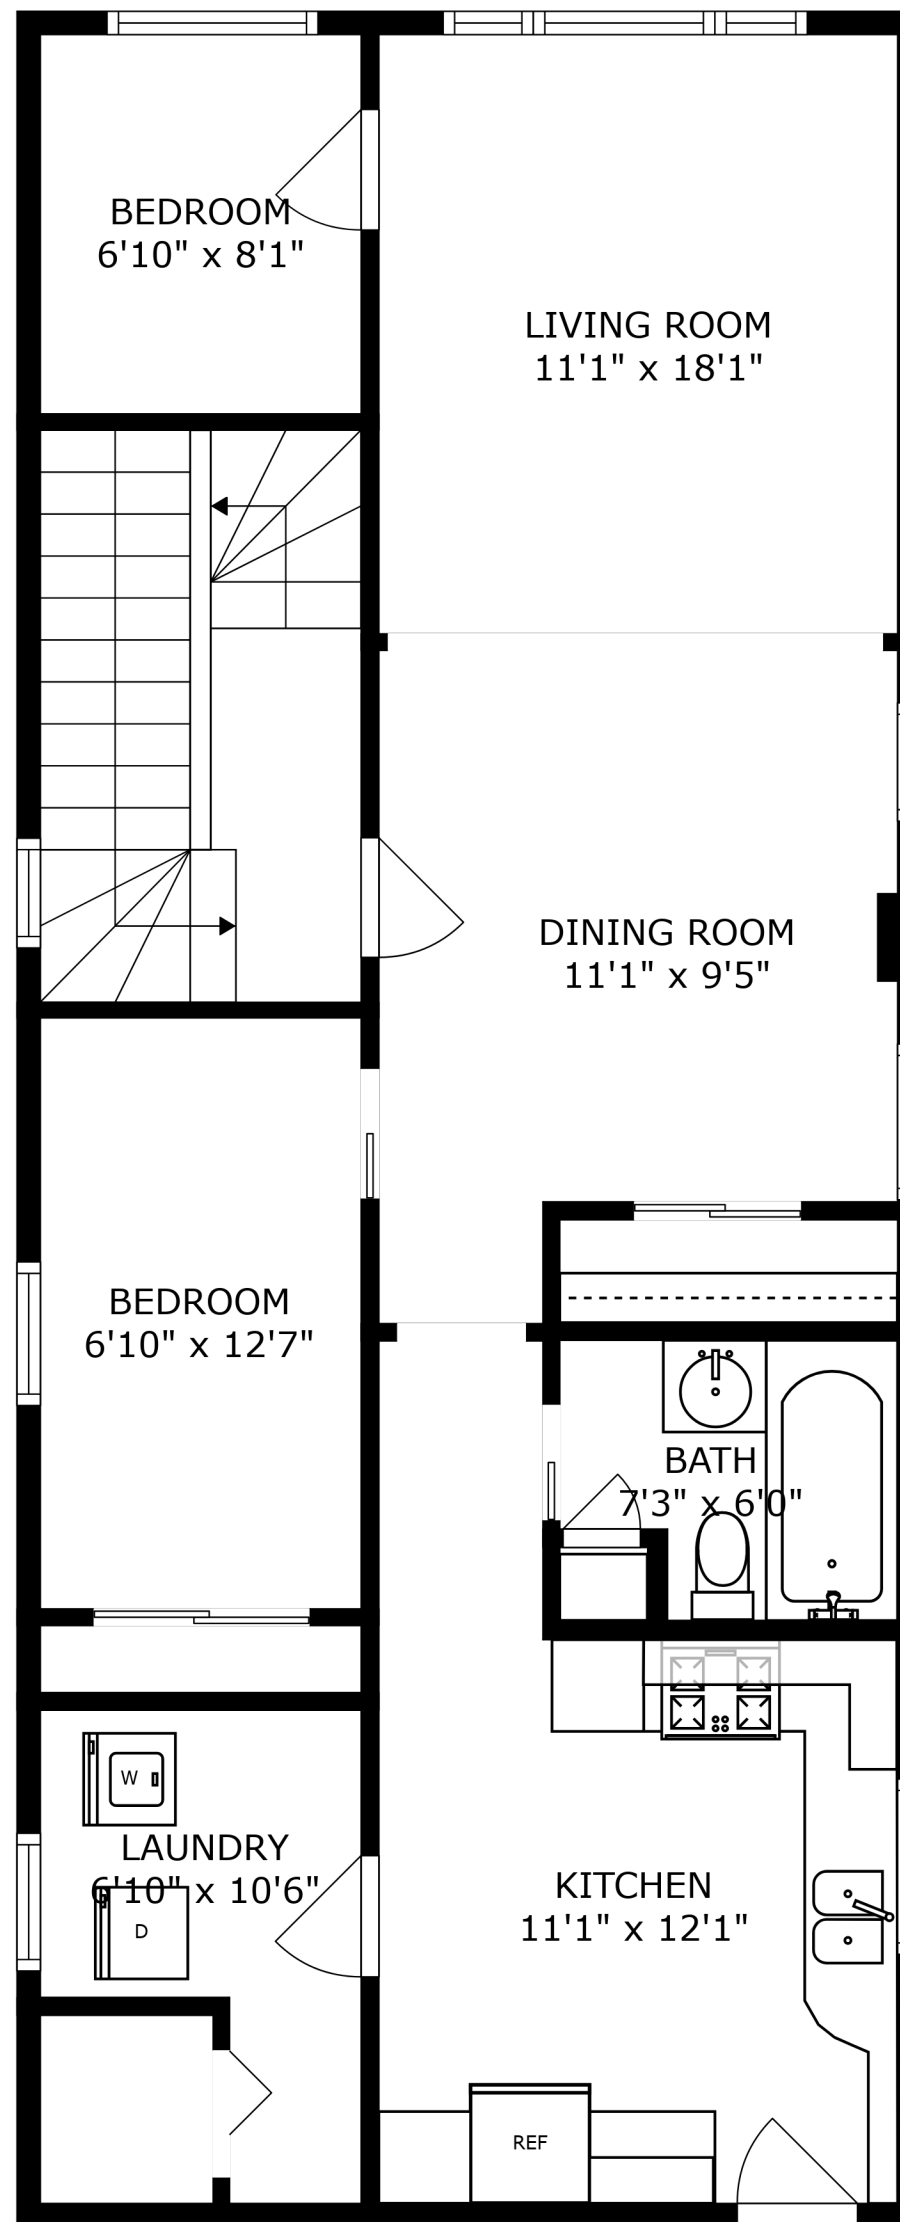 BEDROOM
6'10" x 8'1"
LIVING ROOM
11'1" x 18'1"
DINING ROOM
11'1" x 9'5"
BEDROOM
6'10" x 12'7"
BATH
7'3" x 6'0"
W
LAUNDRY
6'10" x 10'6"
D
KITCHEN
11'1" x 12'1"
REF